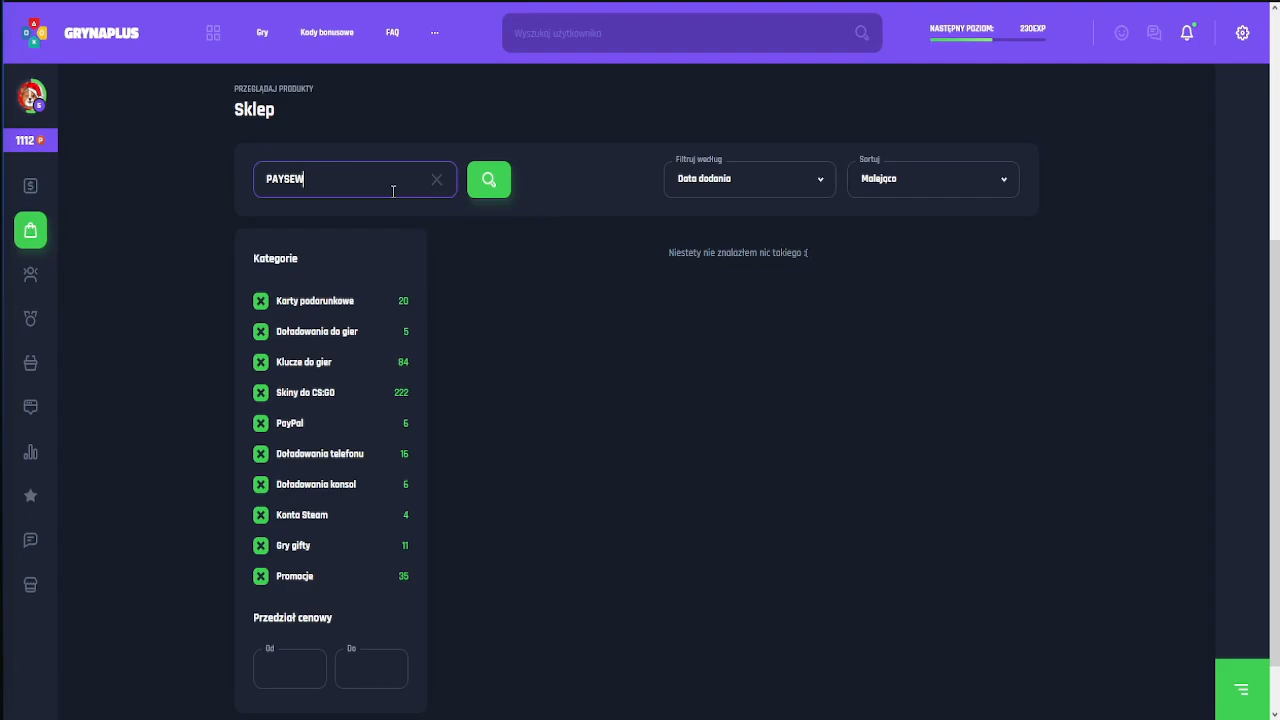 GRYNAPLUS
Gry
Kody bonusowe
FAQ
...
Wyszukaj użytkownika
NASTĘPNY POZIOM:
230EXP
6
1112 P
PRZEGLĄDAJ PRODUKTY
Sklep
PAYSEW
Filtruj według
Data dodania
Sortuj
Malejąco
Kategorie
Karty podarunkowe 20
Doładowania do gier 5
Klucze do gier 84
Skiny do CS:GO 222
PayPal 6
Doładowania telefonu 16
Doładowania konsol 6
Konta Steam 4
Gry gifty 11
Promocje 35
Przedział cenowy
Od
Do
Niestety nie znalazłem nic takiego :(